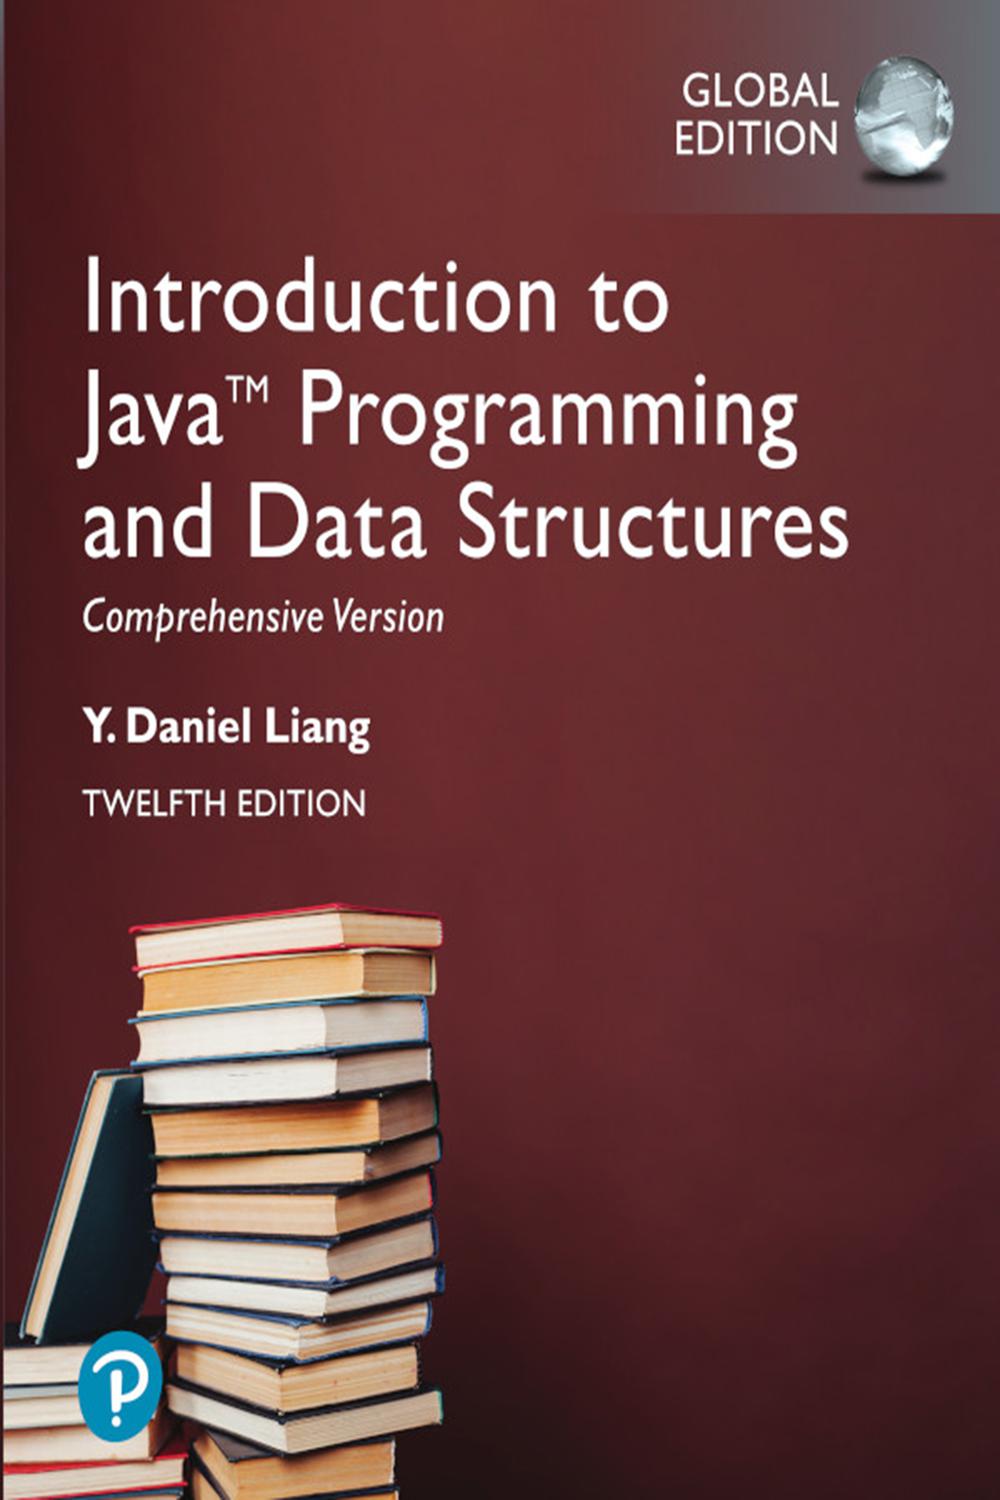 GLOBAL
EDITION
Introduction to
Java™ Programming
and Data Structures
Comprehensive Version
Y. Daniel Liang
TWELFTH EDITION
P